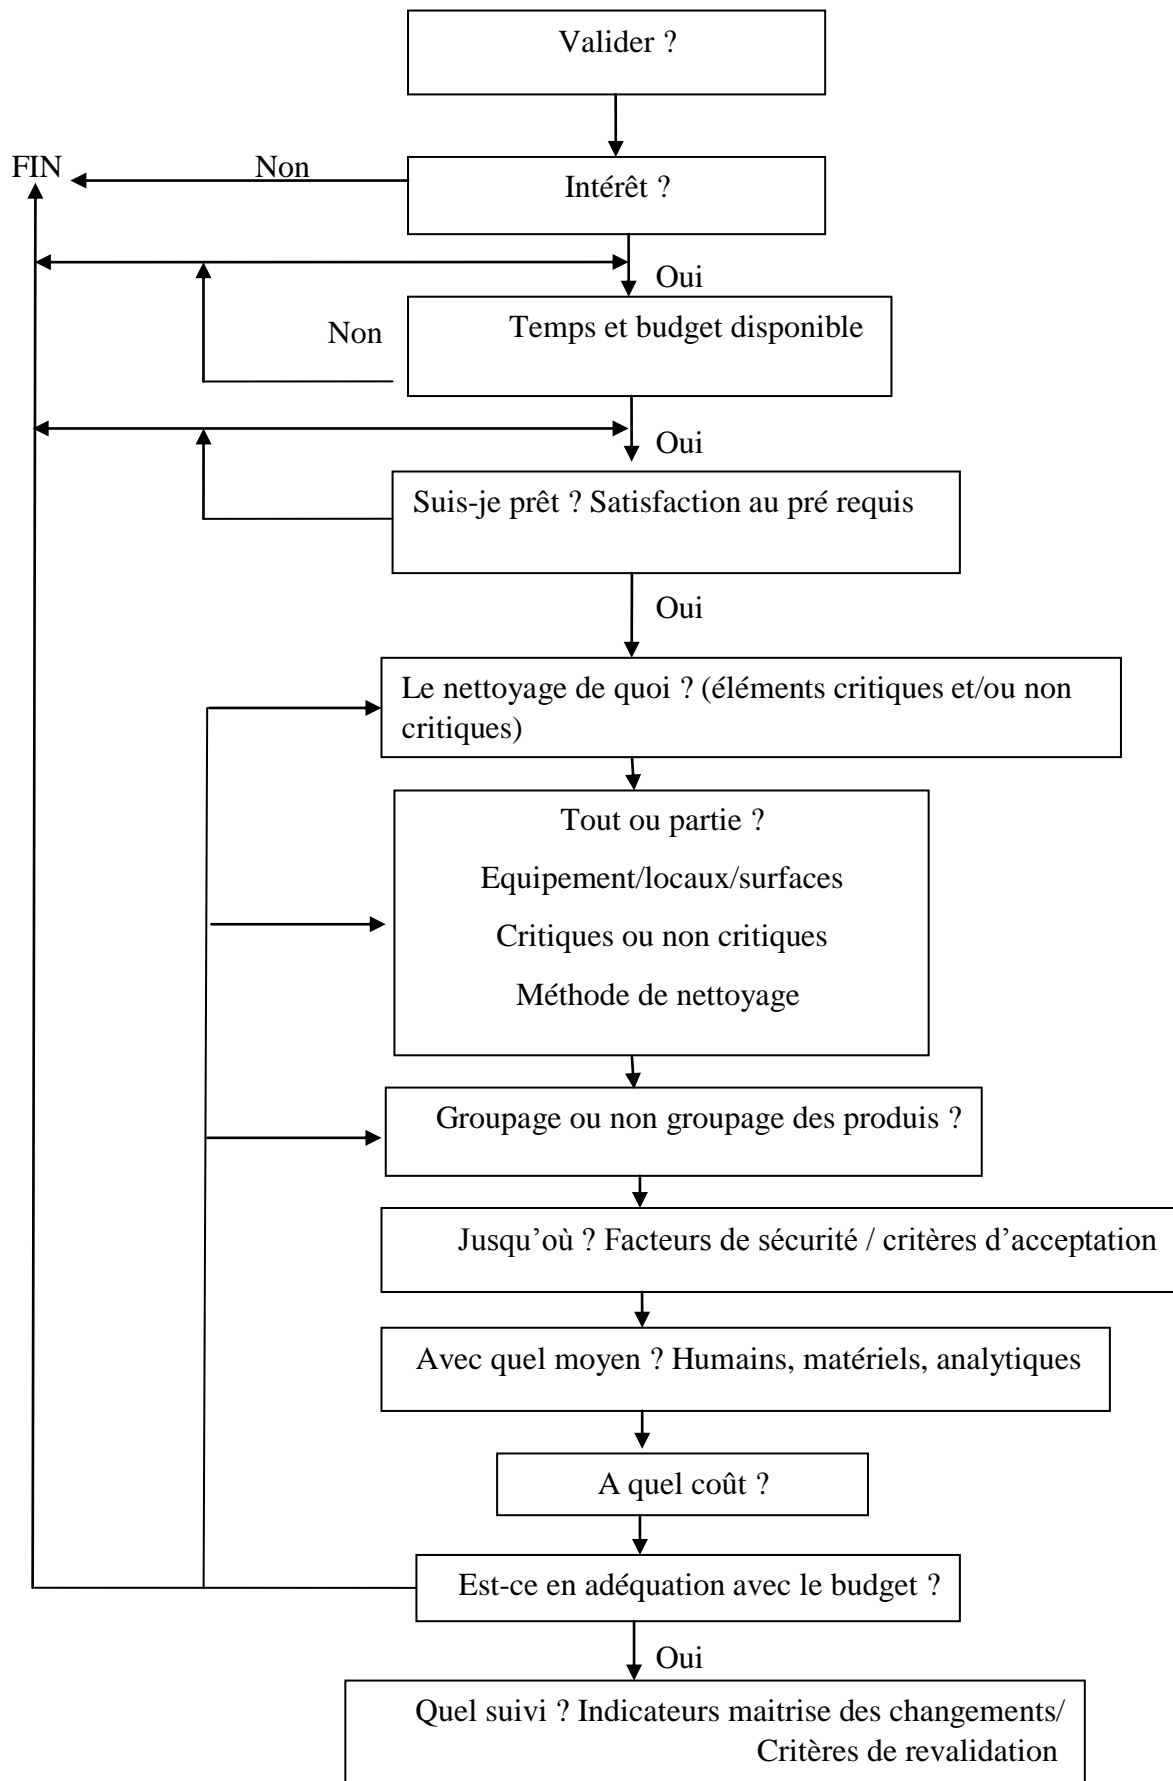 Valider ?
FIN
Non
Intérêt ?
Oui
Non
Temps et budget disponible
Oui
Suis-je prêt ? Satisfaction au pré requis
Oui
Le nettoyage de quoi ? (éléments critiques et/ou non
critiques)
Tout ou partie ?
Equipement/locaux/surfaces
Critiques ou non critiques
Méthode de nettoyage
Groupage ou non groupage des produis ?
Jusqu’où ? Facteurs de sécurité / critères d’acceptation
Avec quel moyen ? Humains, matériels, analytiques
A quel coût ?
Est-ce en adéquation avec le budget ?
Oui
Quel suivi ? Indicateurs maitrise des changements/
Critères de revalidation